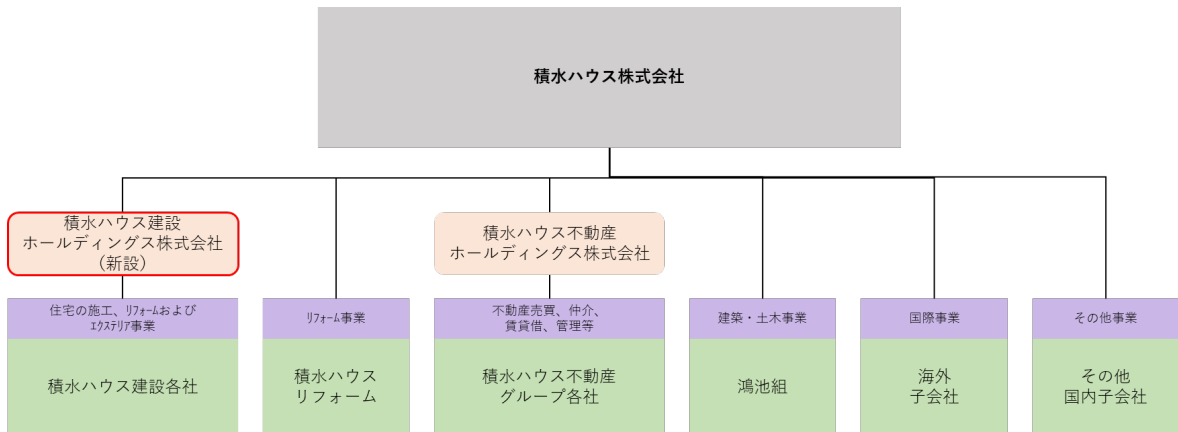 積水ハウス株式会社
積水ハウス建設
ホールディングス株式会社
（新設）
積水ハウス不動産
ホールディングス株式会社
住宅の施工、ﾘﾌｫｰﾑおよび
ｴｸｽﾃﾘｱ事業
ﾘﾌｫｰﾑ事業
不動産売買、仲介、
賃貸借、管理等
建築・土木事業
国際事業
その他事業
積水ハウス建設各社
積水ハウス
リフォーム
積水ハウス不動産
グループ各社
鴻池組
海外
子会社
その他
国内子会社